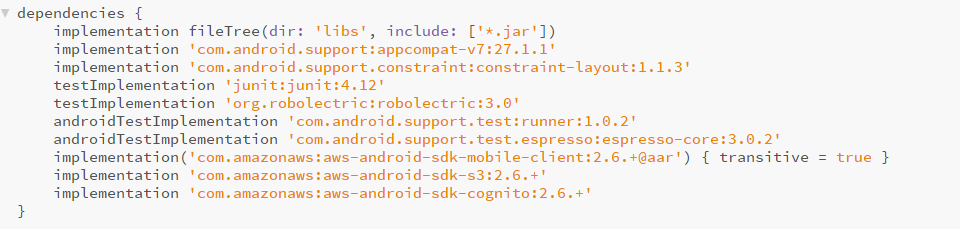 dependencies {
    implementation fileTree(dir: 'libs', include: ['*.jar'])
    implementation 'com.android.support:appcompat-v7:27.1.1'
    implementation 'com.android.support.constraint:constraint-layout:1.1.3'
    testImplementation 'junit:junit:4.12'
    testImplementation 'org.robolectric:robolectric:3.0'
    androidTestImplementation 'com.android.support.test:runner:1.0.2'
    androidTestImplementation 'com.android.support.test.espresso:espresso-core:3.0.2'
    implementation('com.amazonaws:aws-android-sdk-mobile-client:2.6.+@aar') { transitive = true }
    implementation 'com.amazonaws:aws-android-sdk-s3:2.6.+'
    implementation 'com.amazonaws:aws-android-sdk-cognito:2.6.+'
}